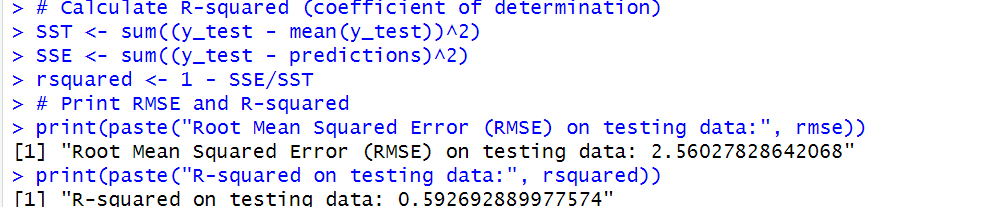 > # Calculate R-squared (coefficient of determination)
> SST <- sum((y_test - mean(y_test))^2)
> SSE <- sum((y_test - predictions)^2)
> rsquared <- 1 - SSE/SST
> # Print RMSE and R-squared
> print(paste("Root Mean Squared Error (RMSE) on testing data:", rmse))
[1] "Root Mean Squared Error (RMSE) on testing data: 2.56027828642068"
> print(paste("R-squared on testing data:", rsquared))
[1] "R-squared on testing data: 0.592692889977574"